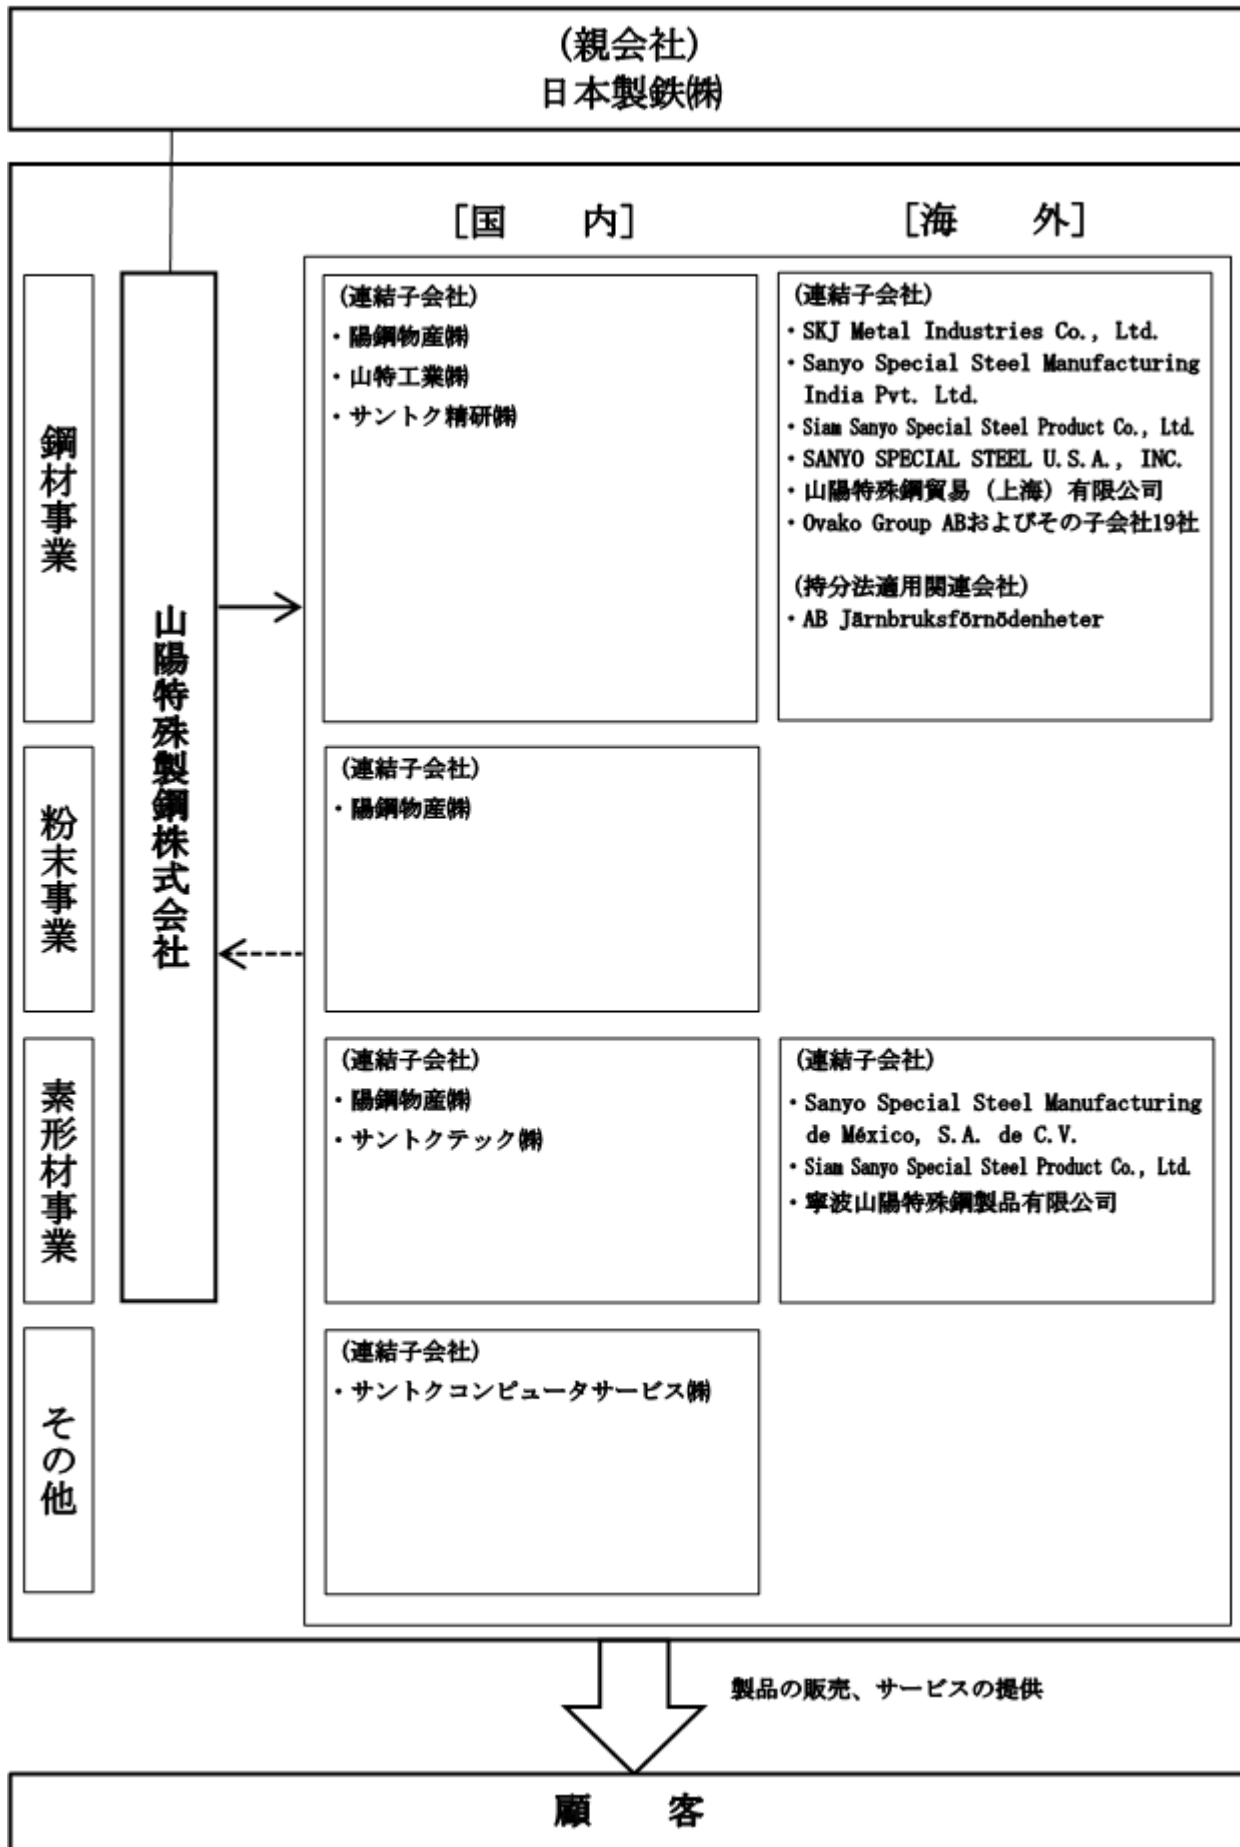 (親会社)
日本製鉄㈱
[国　　内]
[海　　外]
鋼材事業
山陽特殊製鋼株式会社
(連結子会社)
・陽鋼物産㈱
・山特工業㈱
・サントク精研㈱
(連結子会社)
・SKJ Metal Industries Co., Ltd.
・Sanyo Special Steel Manufacturing
India Pvt. Ltd.
・Siam Sanyo Special Steel Product Co., Ltd.
・SANYO SPECIAL STEEL U.S.A., INC.
・山陽特殊鋼貿易（上海）有限公司
・Ovako Group ABおよびその子会社19社
(持分法適用関連会社)
・AB Järnbruksförnödenheter
粉末事業
(連結子会社)
・陽鋼物産㈱
素形材事業
(連結子会社)
・陽鋼物産㈱
・サントクテック㈱
(連結子会社)
・Sanyo Special Steel Manufacturing
de México, S.A. de C.V.
・Siam Sanyo Special Steel Product Co., Ltd.
・寧波山陽特殊鋼製品有限公司
その他
(連結子会社)
・サントクコンピュータサービス㈱
製品の販売、サービスの提供
顧　　客